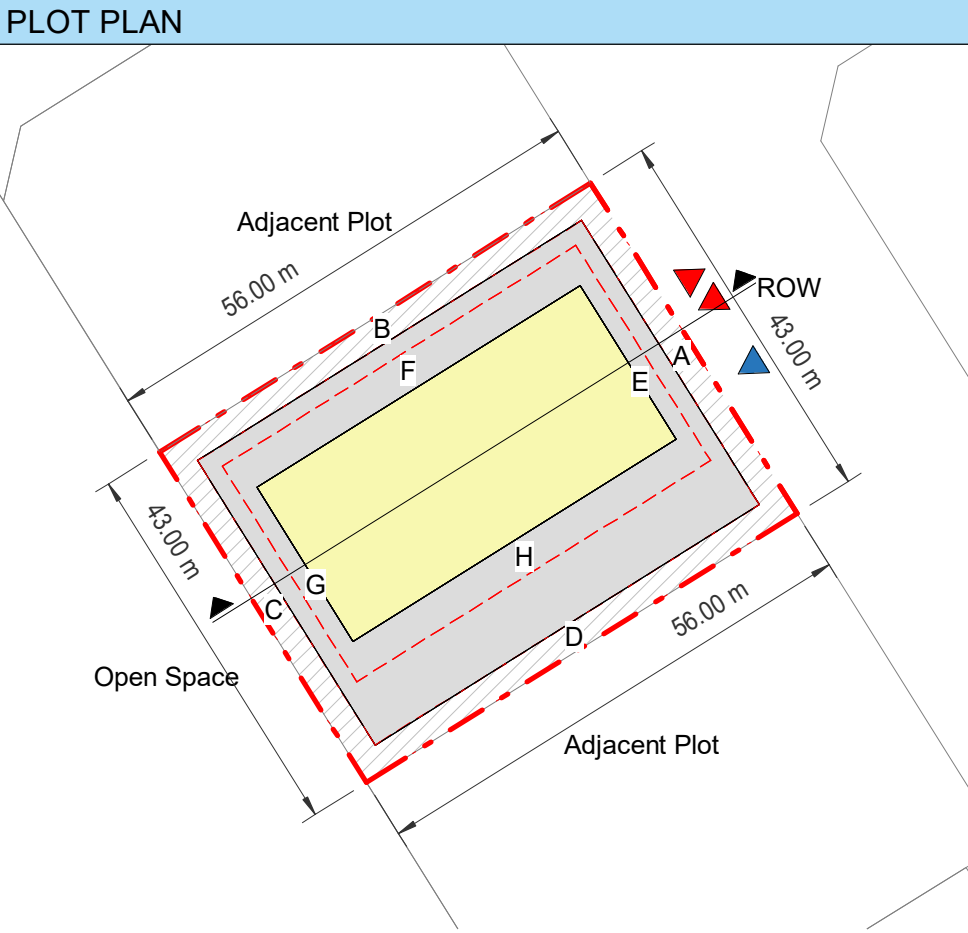 PLOT PLAN
Adjacent Plot
56.00 m
ROW
43.00 m
B
A
F
E
43.00 m
H
G
C
D
56.00 m
Open Space
Adjacent Plot